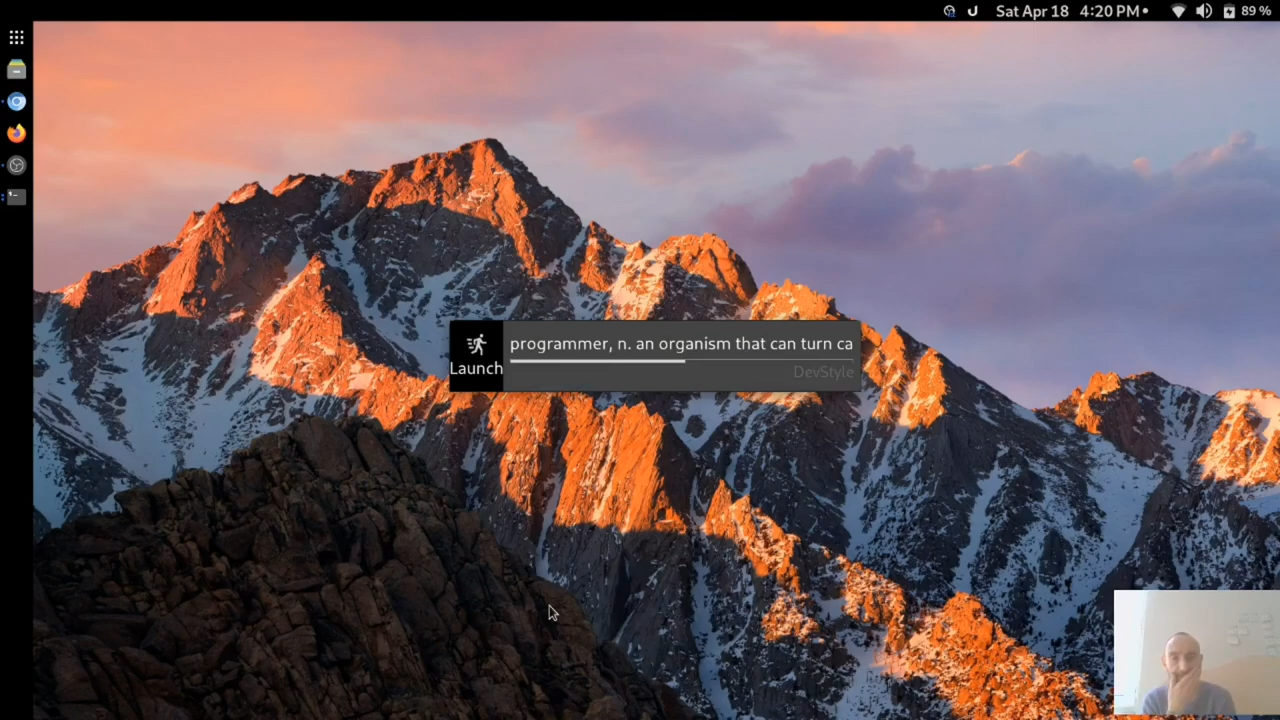 Sat Apr 18 4:20 PM
89 %
programmer, n. an organism that can turn ca
Launch
DevStyle